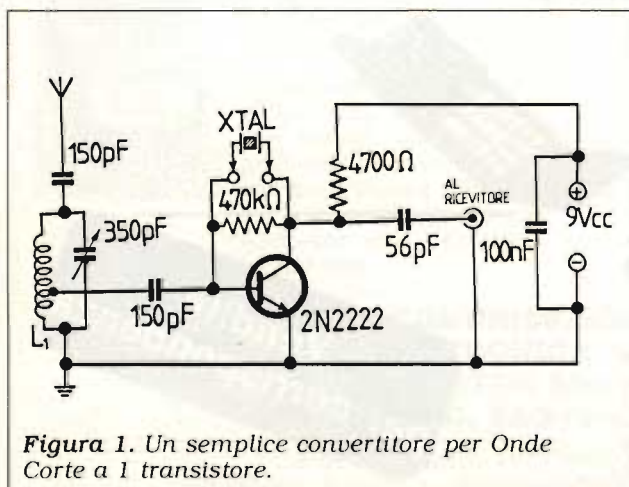 XTAL
150pF
470kΩ
4700Ω
AL
RICEVITORE
350pF
56pF
100nF
9Vcc
+
−
150pF
2N2222
L1
Figura 1. Un semplice convertitore per Onde
Corte a 1 transistore.